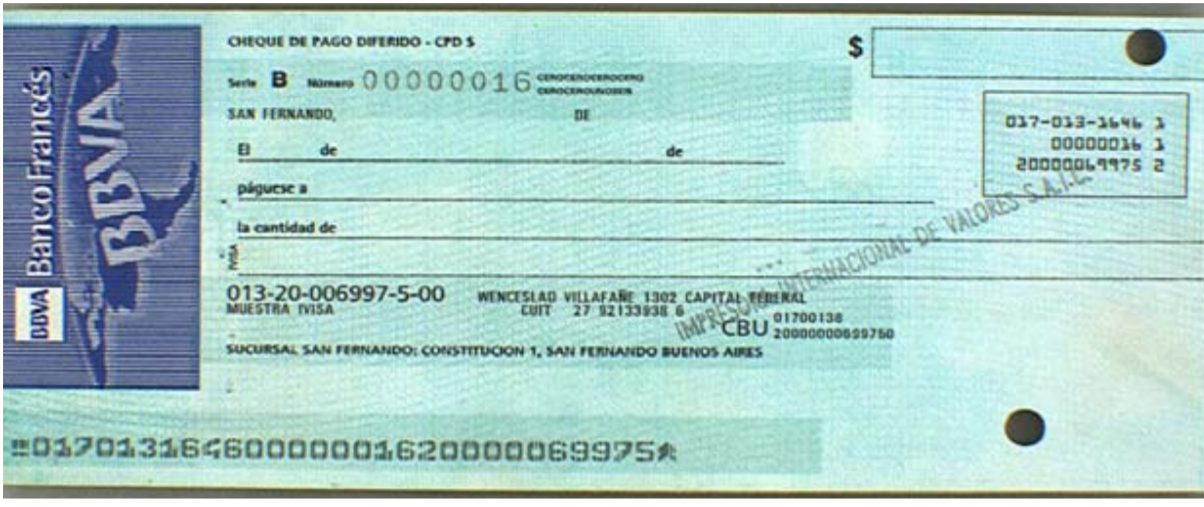 BBVA Banco Francés
BBVA
CHEQUE DE PAGO DIFERIDO - CPD $
$
Serie B Número 00000016 CEROCEROCEROCERO
CEROCEROUNOSEIS
SAN FERNANDO, DE
El de de
páguese a
la cantidad de
IVISA
017-013-1646 1
00000016 1
20000069975 2
IMPRESORA INTERNACIONAL DE VALORES S.A.I.C.
013-20-006997-5-00 WENCESLAO VILLAFAÑE 1302 CAPITAL FEDERAL
MUESTRA IVISA CUIT 27 92133938 6
CBU 01700138
20000000699750
SUCURSAL SAN FERNANDO: CONSTITUCION 1, SAN FERNANDO BUENOS AIRES
01701316460000001620000069975